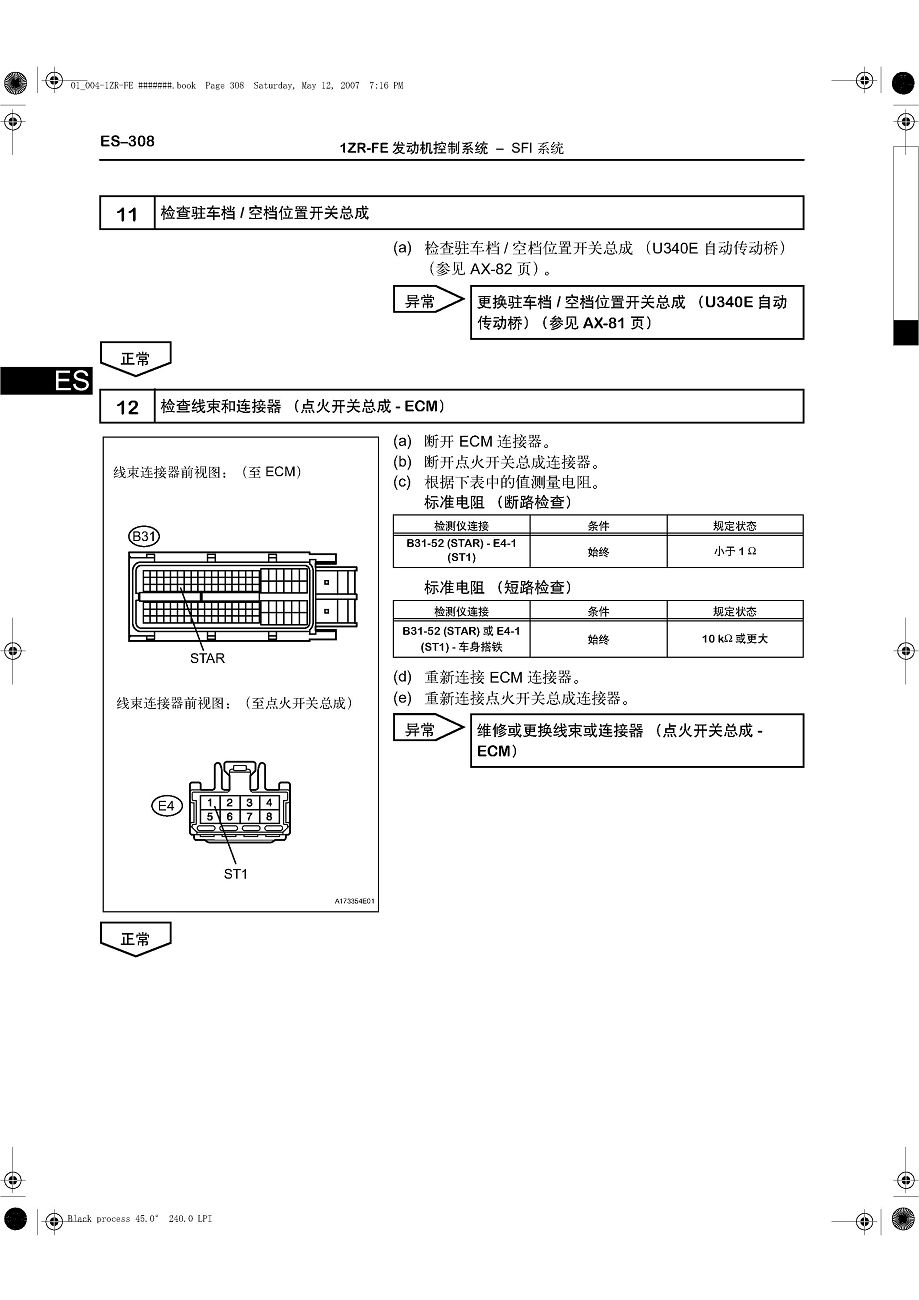 01_004-1ZR-FE #######.book Page 308 Saturday, May 12, 2007 7:16 PM
ES–308
1ZR-FE 发动机控制系统 – SFI 系统
11 检查驻车档 / 空档位置开关总成
(a) 检查驻车档 / 空档位置开关总成 （U340E 自动传动桥）
（参见 AX-82 页）。
异常
更换驻车档 / 空档位置开关总成 （U340E 自动
传动桥）（参见 AX-81 页）
正常
ES
12 检查线束和连接器 （点火开关总成 - ECM）
线束连接器前视图： （至 ECM）
B31
STAR
线束连接器前视图： （至点火开关总成）
E4
1 2 3 4
5 6 7 8
ST1
A173354E01
(a) 断开 ECM 连接器。
(b) 断开点火开关总成连接器。
(c) 根据下表中的值测量电阻。
标准电阻 （断路检查）
检测仪连接 条件 规定状态
B31-52 (STAR) - E4-1
(ST1) 始终 小于 1 Ω
标准电阻 （短路检查）
检测仪连接 条件 规定状态
B31-52 (STAR) 或 E4-1
(ST1) - 车身搭铁 始终 10 kΩ 或更大
(d) 重新连接 ECM 连接器。
(e) 重新连接点火开关总成连接器。
异常
维修或更换线束或连接器 （点火开关总成 -
ECM）
正常
Black process 45.0° 240.0 LPI